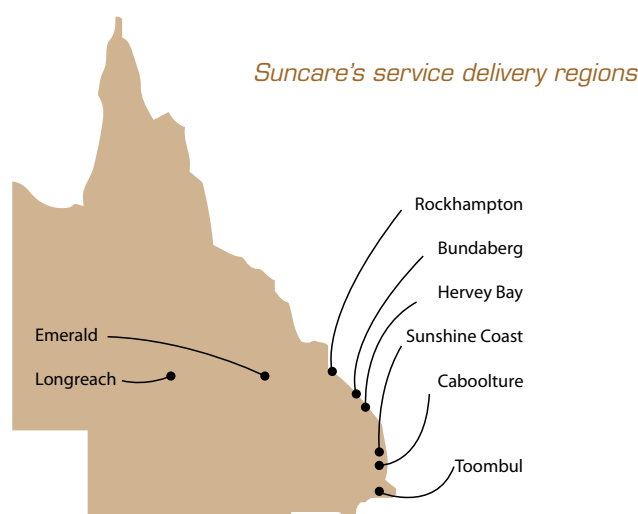 Suncare's service delivery regions
Rockhampton
Bundaberg
Hervey Bay
Sunshine Coast
Emerald
Longreach
Caboolture
Toombul